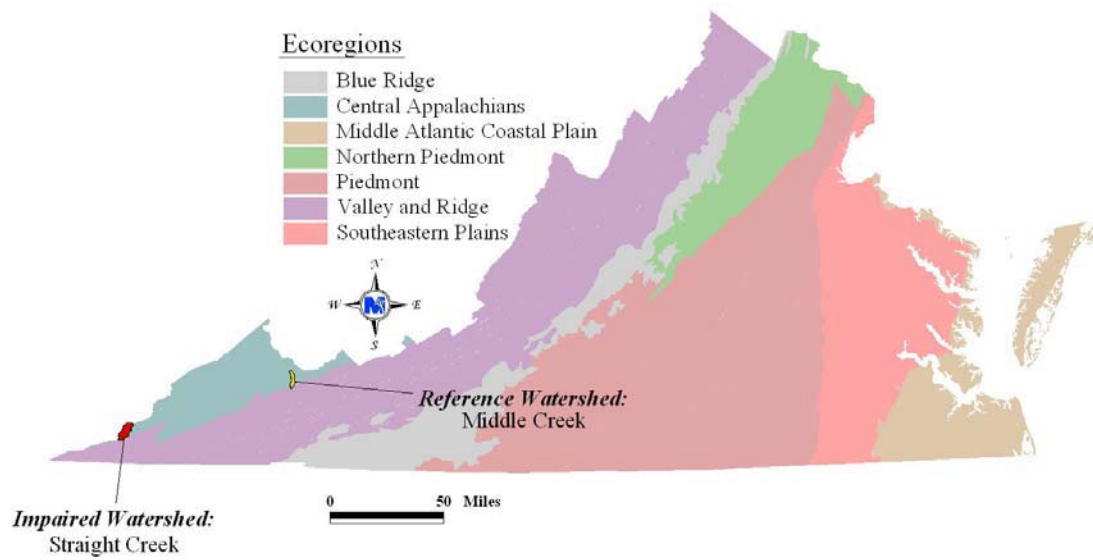 Ecoregions
Blue Ridge
Central Appalachians
Middle Atlantic Coastal Plain
Northern Piedmont
Piedmont
Valley and Ridge
Southeastern Plains
N
W
M
E
S
Reference Watershed:
Middle Creek
0
50
Miles
Impaired Watershed:
Straight Creek